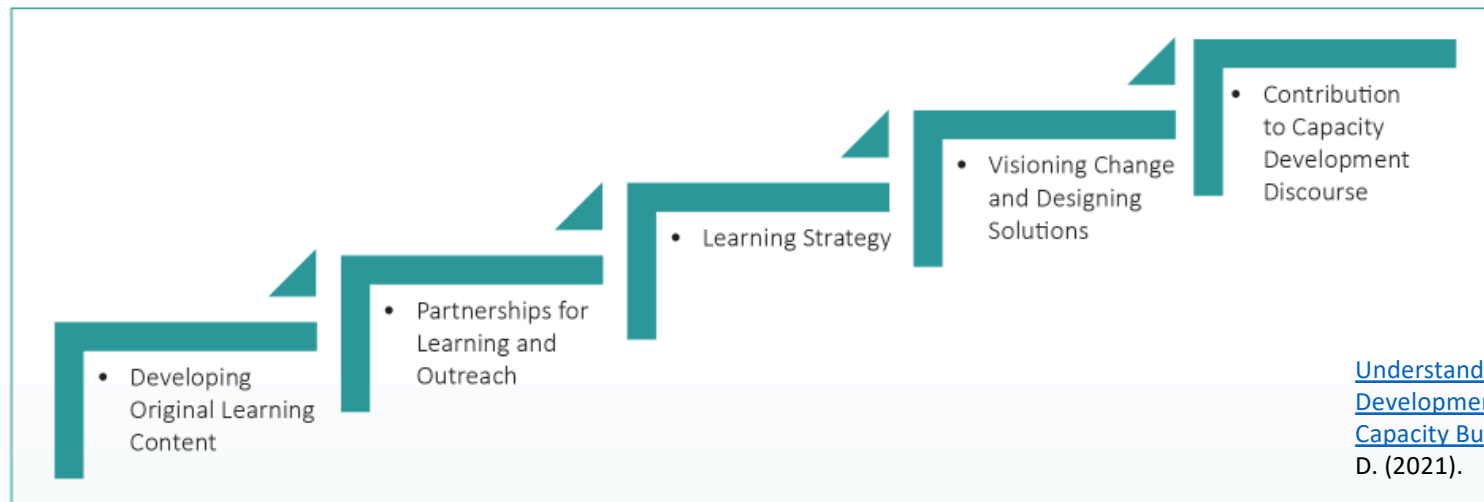 • Developing
Original Learning
Content
• Partnerships for
Learning and
Outreach
• Learning Strategy
• Visioning Change
and Designing
Solutions
• Contribution
to Capacity
Development
Discourse
Understand
Developmen
Capacity Bu
D. (2021).